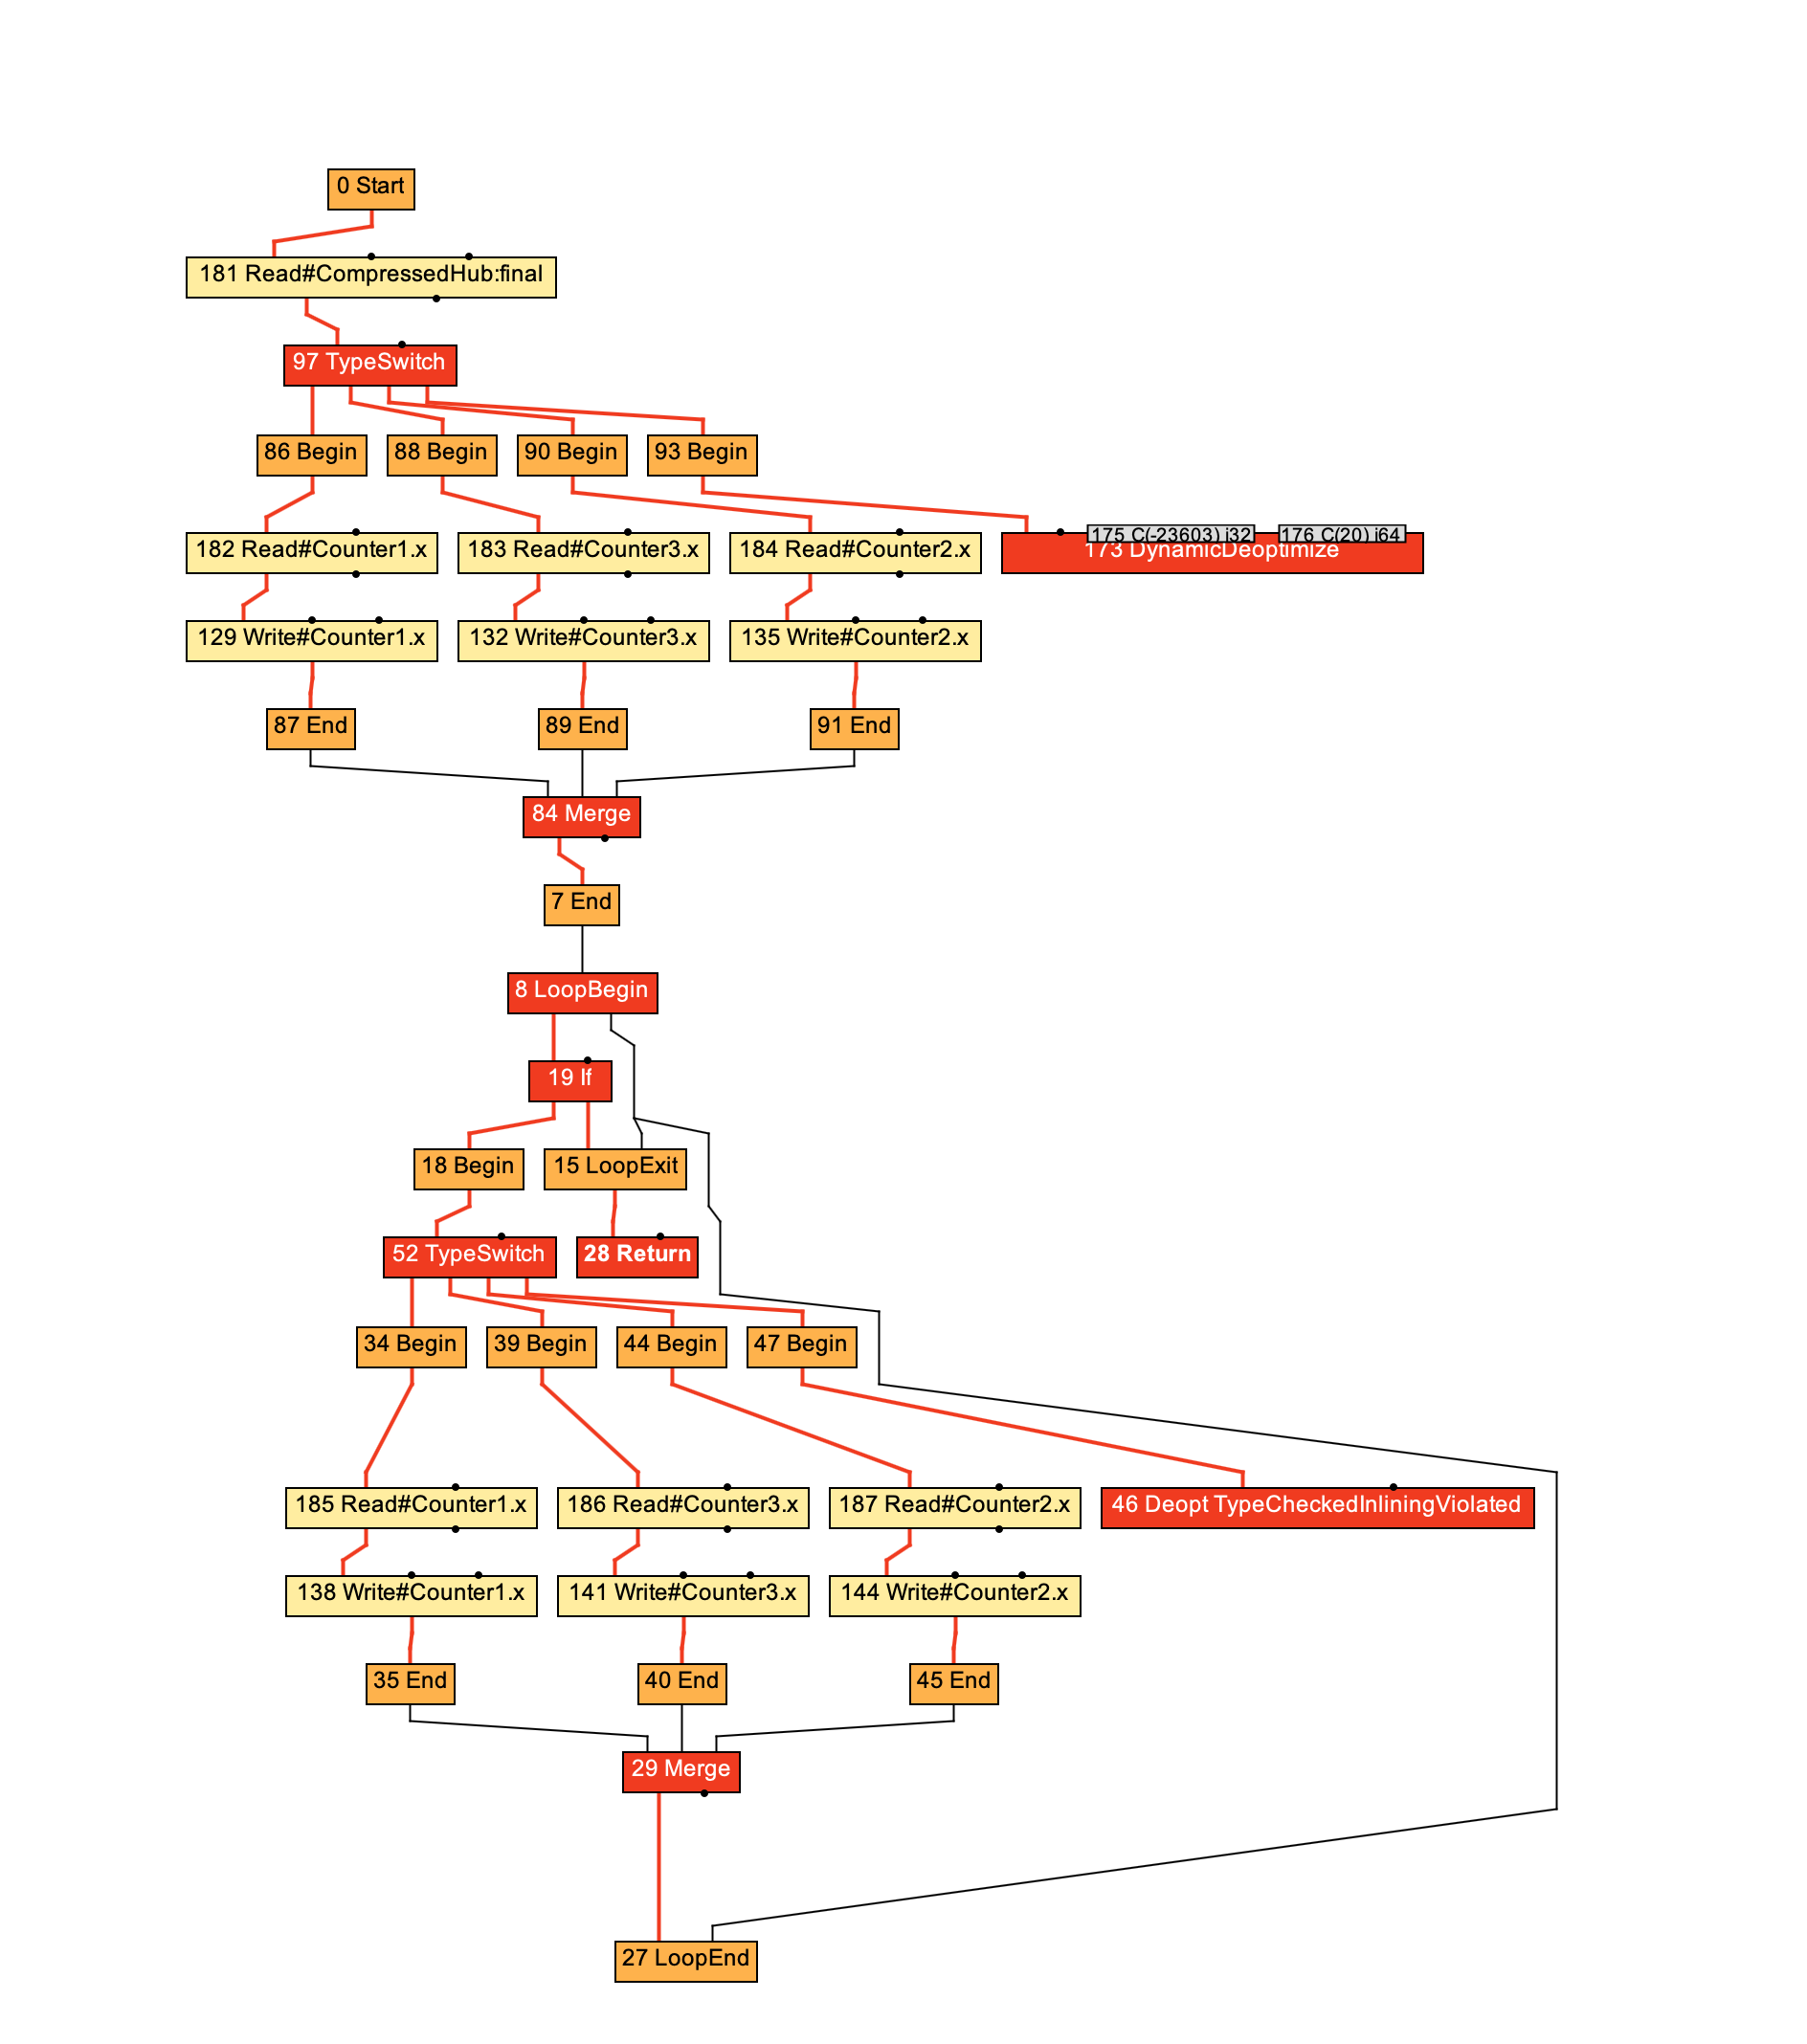 0 Start
181 Read#CompressedHub:final
97 TypeSwitch
86 Begin
88 Begin
90 Begin
93 Begin
182 Read#Counter1.x
183 Read#Counter3.x
184 Read#Counter2.x
175 C(-23603) i32
176 C(20) i64
173 DynamicDeoptimize
129 Write#Counter1.x
132 Write#Counter3.x
135 Write#Counter2.x
87 End
89 End
91 End
84 Merge
7 End
8 LoopBegin
19 If
18 Begin
15 LoopExit
52 TypeSwitch
28 Return
34 Begin
39 Begin
44 Begin
47 Begin
185 Read#Counter1.x
186 Read#Counter3.x
187 Read#Counter2.x
46 Deopt TypeCheckedInliningViolated
138 Write#Counter1.x
141 Write#Counter3.x
144 Write#Counter2.x
35 End
40 End
45 End
29 Merge
27 LoopEnd